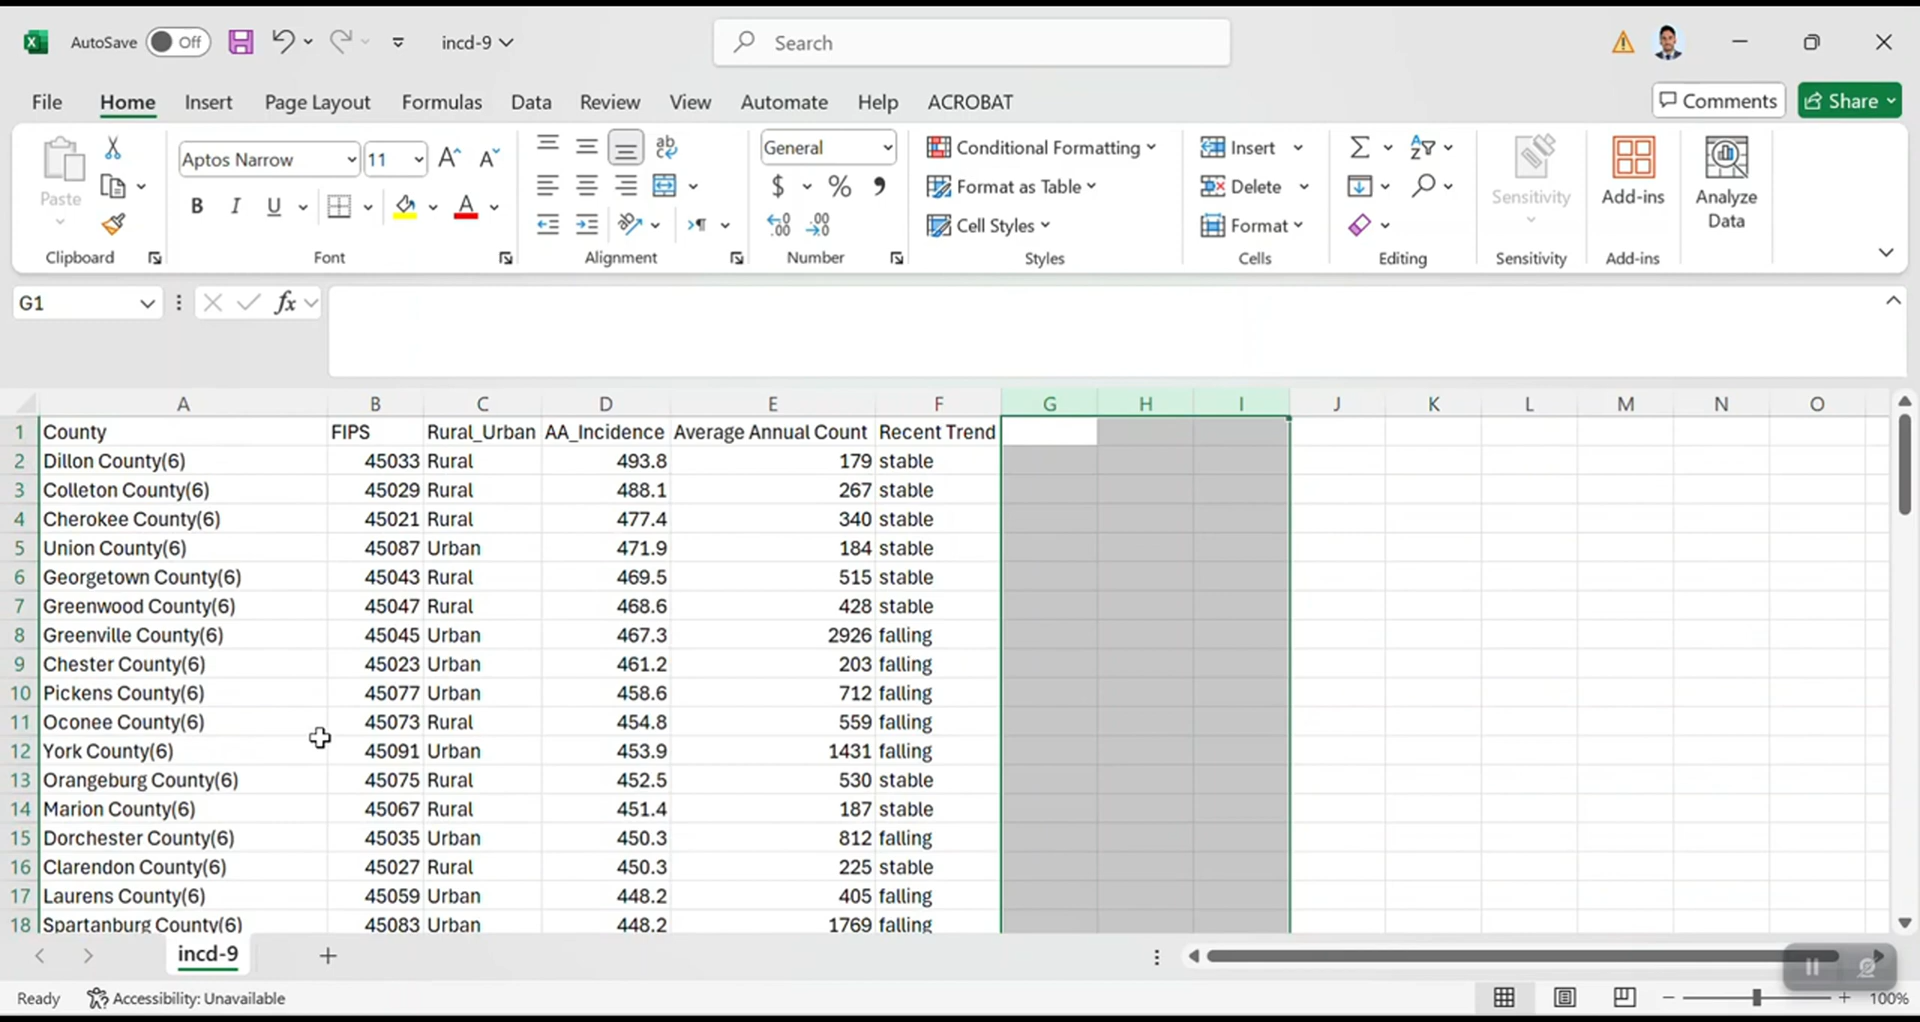 AutoSave Off incd-9 Search
File Home Insert Page Layout Formulas Data Review View Automate Help ACROBAT Comments Share
Paste Aptos Narrow 11 General Conditional Formatting Insert Sensitivity Add-ins Analyze Data
B I U A $ % Format as Table Delete
Cell Styles Format
Clipboard Font Alignment Number Styles Cells Editing Sensitivity Add-ins
G1 fx
A B C D E F G H I J K L M N O
1 County FIPS Rural_Urban AA_Incidence Average Annual Count Recent Trend
2 Dillon County(6) 45033 Rural 493.8 179 stable
3 Colleton County(6) 45029 Rural 488.1 267 stable
4 Cherokee County(6) 45021 Rural 477.4 340 stable
5 Union County(6) 45087 Urban 471.9 184 stable
6 Georgetown County(6) 45043 Rural 469.5 515 stable
7 Greenwood County(6) 45047 Rural 468.6 428 stable
8 Greenville County(6) 45045 Urban 467.3 2926 falling
9 Chester County(6) 45023 Urban 461.2 203 falling
10 Pickens County(6) 45077 Urban 458.6 712 falling
11 Oconee County(6) 45073 Rural 454.8 559 falling
12 York County(6) 45091 Urban 453.9 1431 falling
13 Orangeburg County(6) 45075 Rural 452.5 530 stable
14 Marion County(6) 45067 Rural 451.4 187 stable
15 Dorchester County(6) 45035 Urban 450.3 812 falling
16 Clarendon County(6) 45027 Rural 450.3 225 stable
17 Laurens County(6) 45059 Urban 448.2 405 falling
18 Spartanburg County(6) 45083 Urban 448.2 1769 falling
incd-9
Ready Accessibility: Unavailable 100%